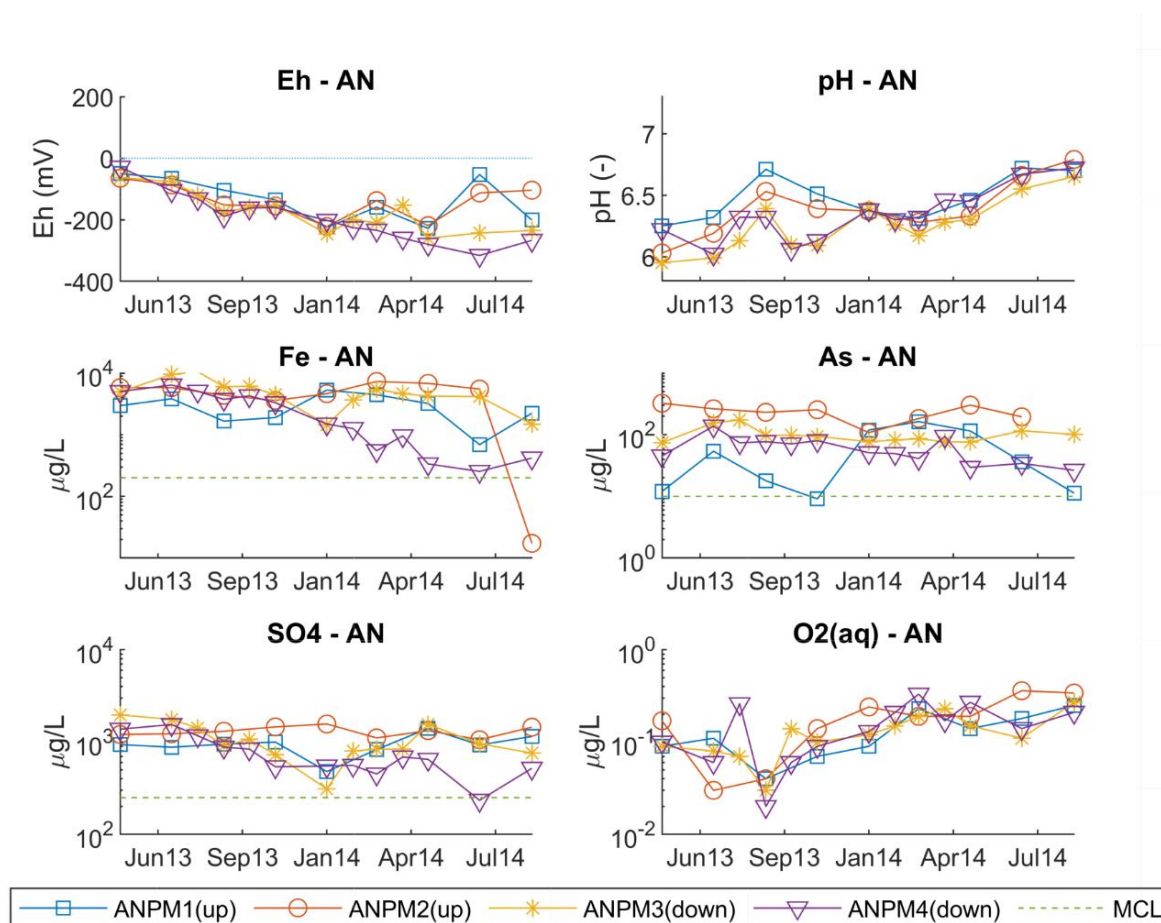 Eh - AN
200
0
-200
-400
Eh (mV)
Jun13 Sep13 Jan14 Apr14 Jul14
pH - AN
7
6.5
6
pH (-)
Jun13 Sep13 Jan14 Apr14 Jul14
Fe - AN
10^4
10^2
μg/L
Jun13 Sep13 Jan14 Apr14 Jul14
As - AN
10^2
10^0
μg/L
Jun13 Sep13 Jan14 Apr14 Jul14
SO4 - AN
10^4
10^3
10^2
μg/L
Jun13 Sep13 Jan14 Apr14 Jul14
O2(aq) - AN
10^0
10^-1
10^-2
μg/L
Jun13 Sep13 Jan14 Apr14 Jul14
ANPM1(up) ANPM2(up) ANPM3(down) ANPM4(down) MCL